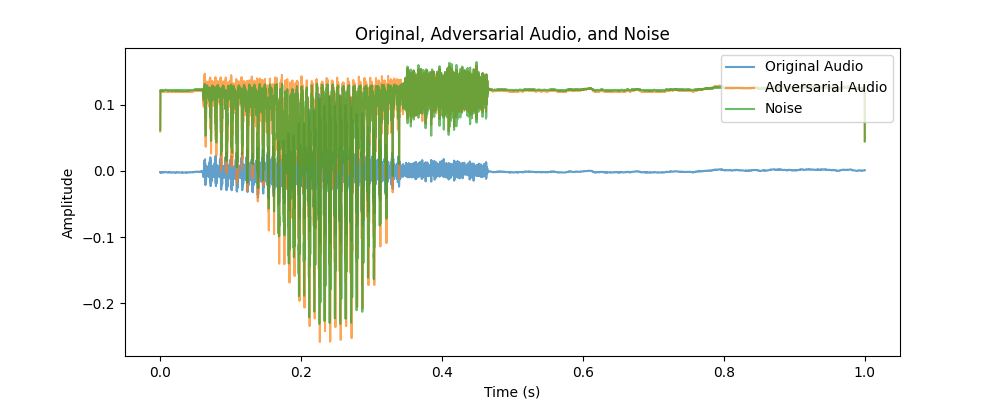 Original, Adversarial Audio, and Noise
Original Audio
Adversarial Audio
Noise
Amplitude
0.1
0.0
−0.1
−0.2
0.0 0.2 0.4 0.6 0.8 1.0
Time (s)